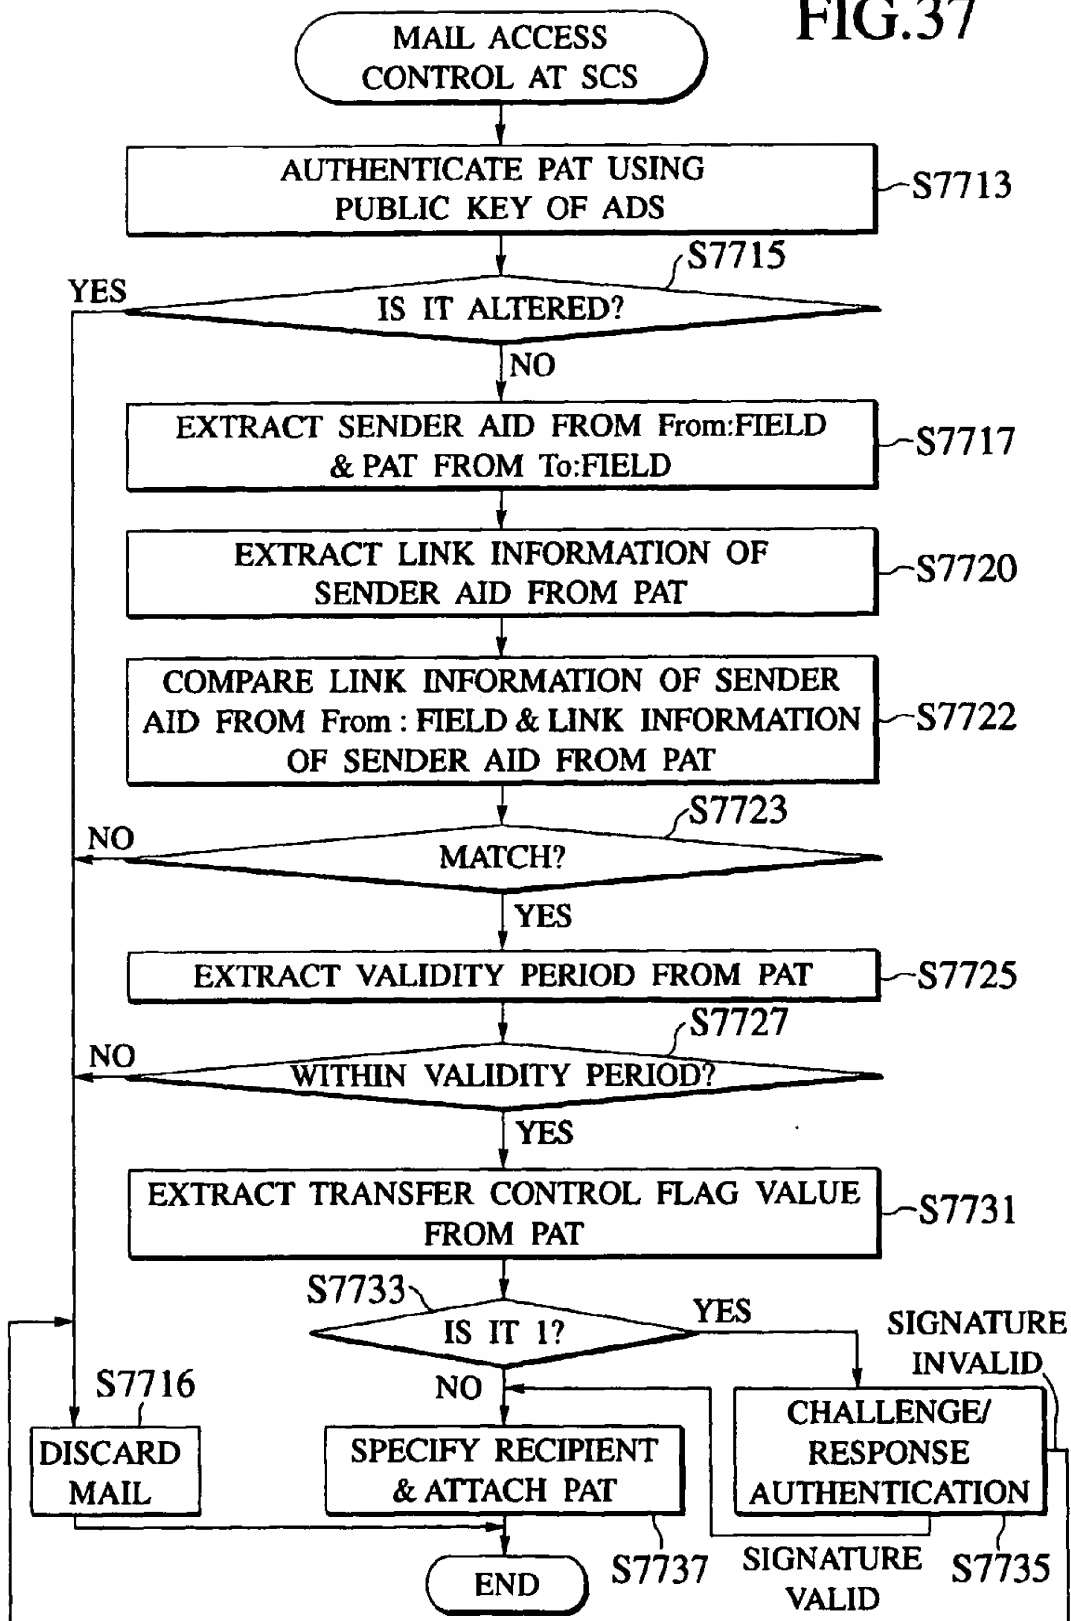 FIG.37
MAIL ACCESS
CONTROL AT SCS
AUTHENTICATE PAT USING
PUBLIC KEY OF ADS
S7713
S7715
YES
IS IT ALTERED?
NO
EXTRACT SENDER AID FROM From:FIELD
& PAT FROM To:FIELD
S7717
EXTRACT LINK INFORMATION OF
SENDER AID FROM PAT
S7720
COMPARE LINK INFORMATION OF SENDER
AID FROM From : FIELD & LINK INFORMATION
OF SENDER AID FROM PAT
S7722
S7723
NO
MATCH?
YES
EXTRACT VALIDITY PERIOD FROM PAT
S7725
S7727
NO
WITHIN VALIDITY PERIOD?
YES
EXTRACT TRANSFER CONTROL FLAG VALUE
FROM PAT
S7731
S7733
IS IT 1?
YES
SIGNATURE
INVALID
NO
S7716
DISCARD
MAIL
SPECIFY RECIPIENT
& ATTACH PAT
CHALLENGE/
RESPONSE
AUTHENTICATION
S7737
SIGNATURE
VALID
S7735
END